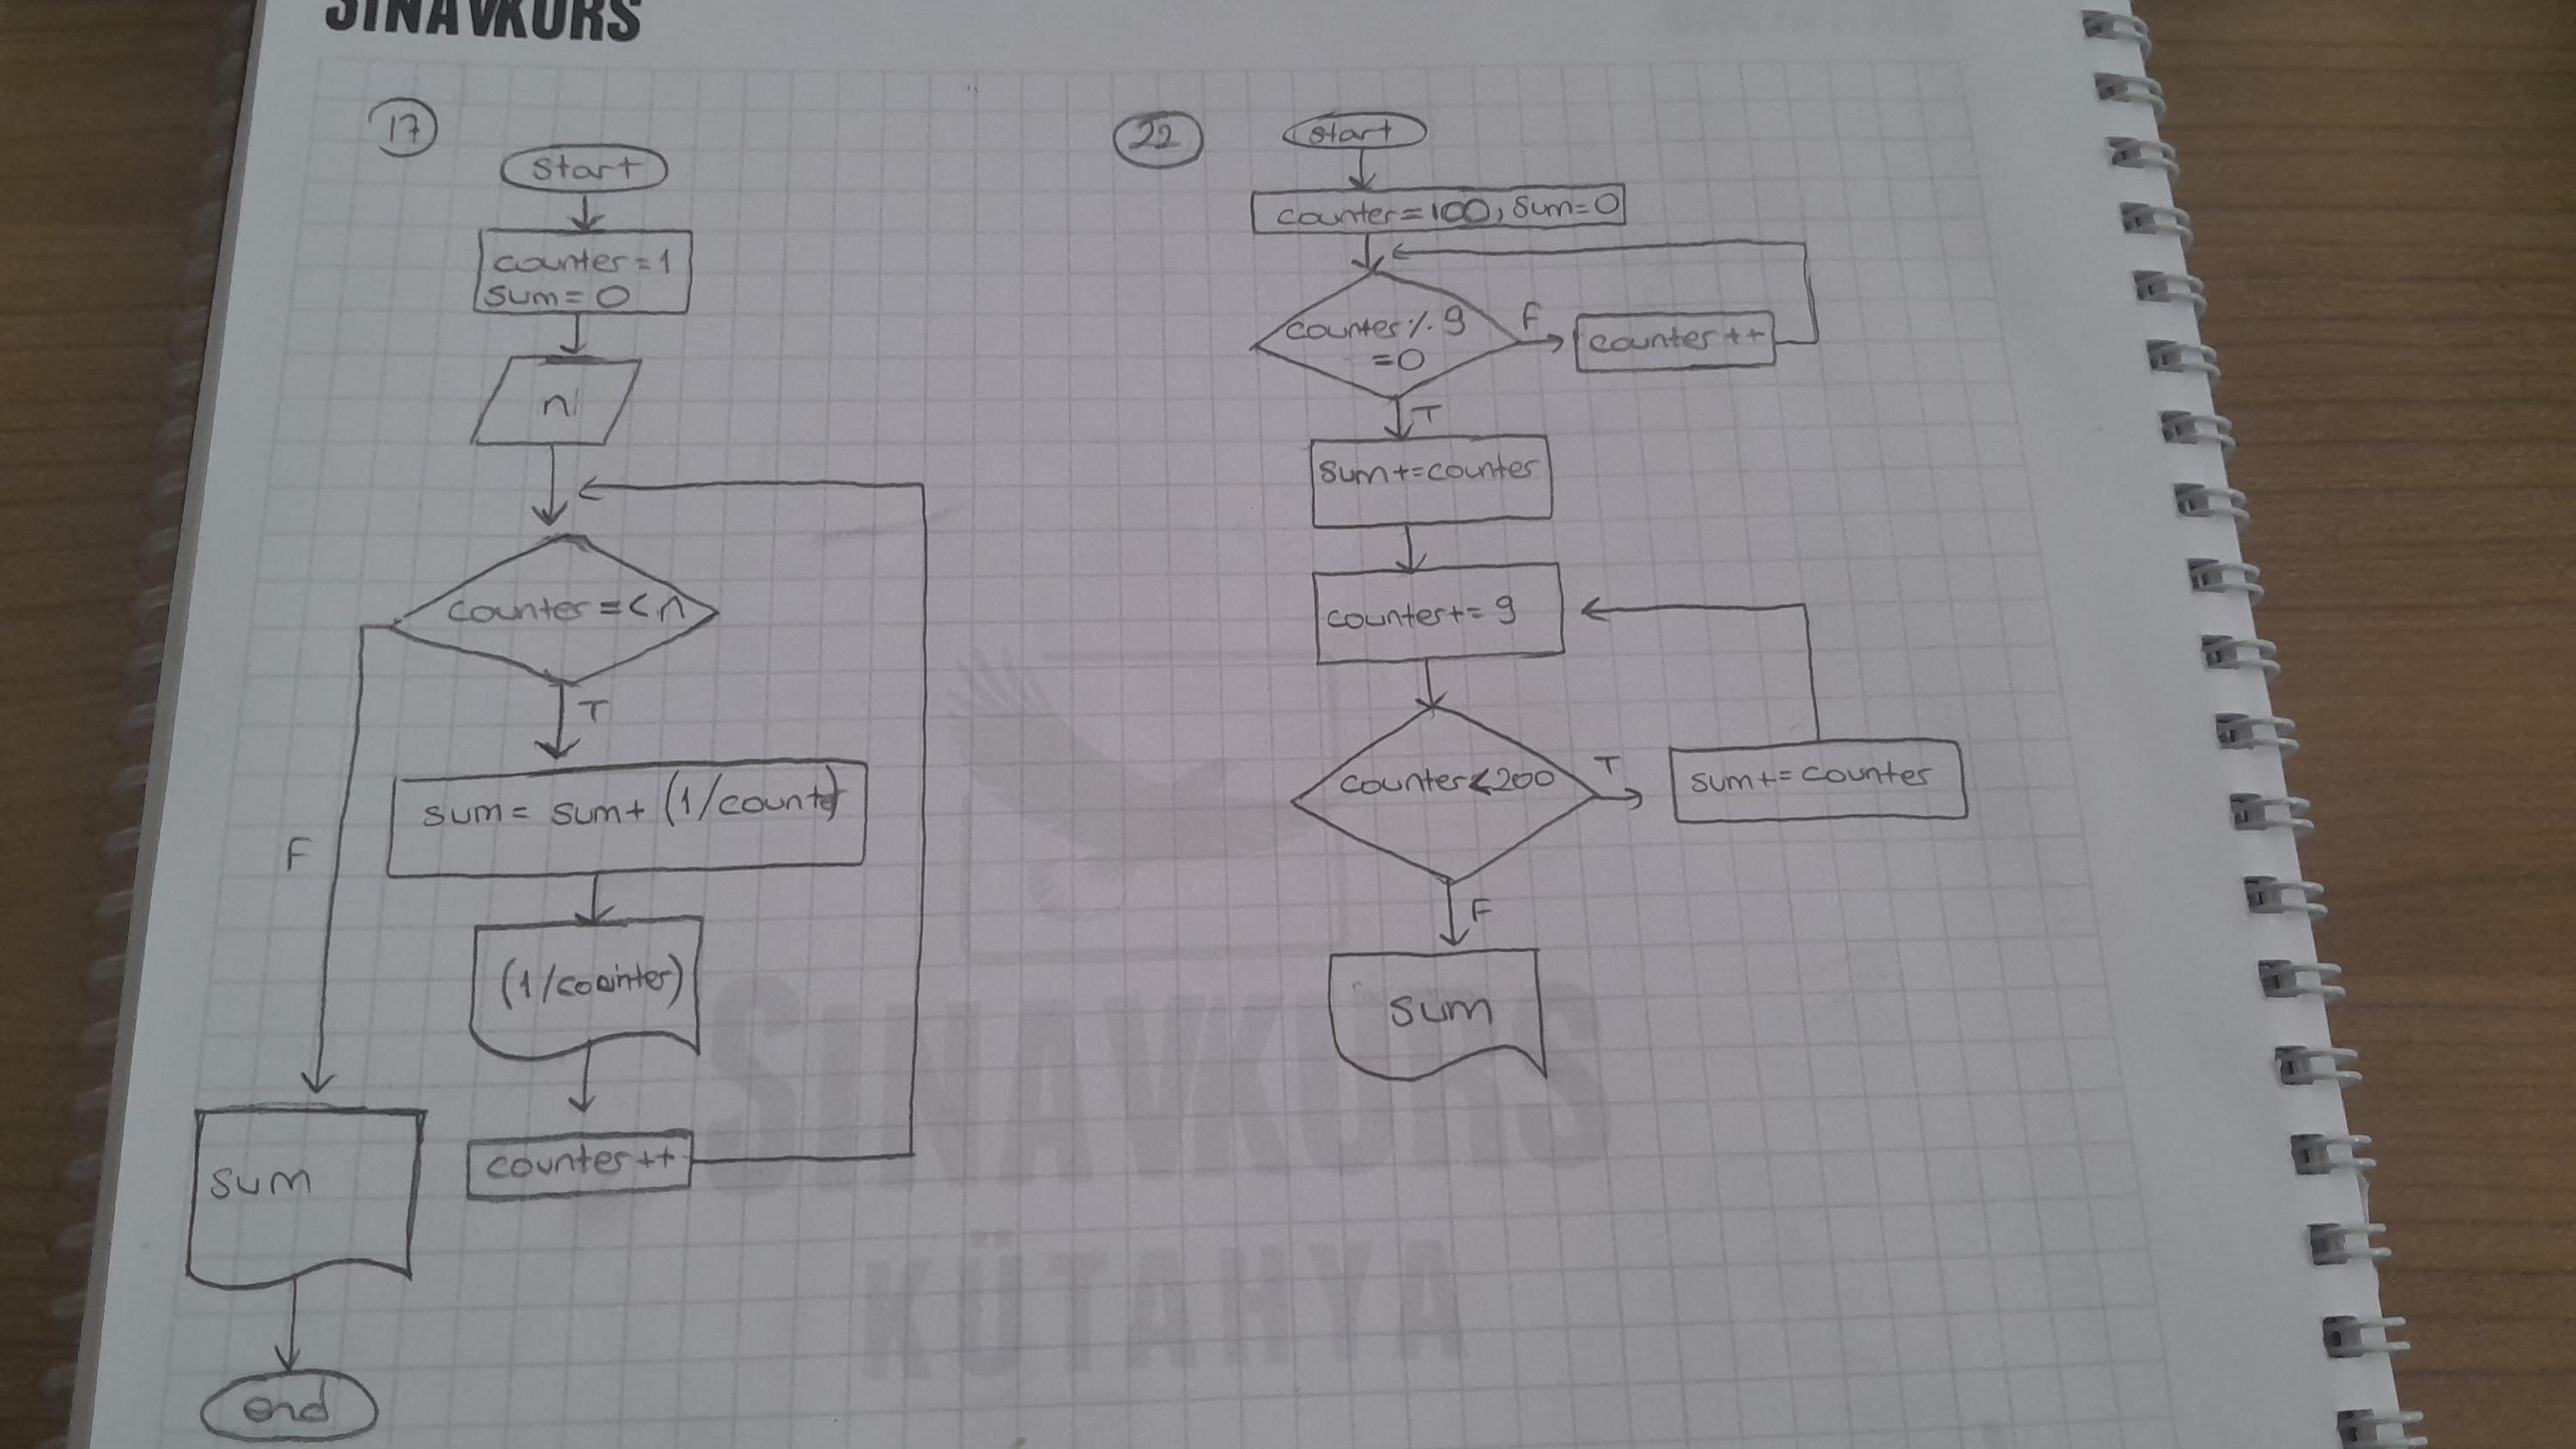 SINAVKURS
17
start
counter=1
sum=0
n
counter=<n
T
F
sum= sum+ (1/counter)
(1/counter)
counter++
sum
end
22
start
counter=100, sum=0
counter % 9
=0
F
counter++
T
sum+=counter
counter+=9
counter<200
T
sum+=counter
F
sum
SINAVKURS
KÜTAHYA